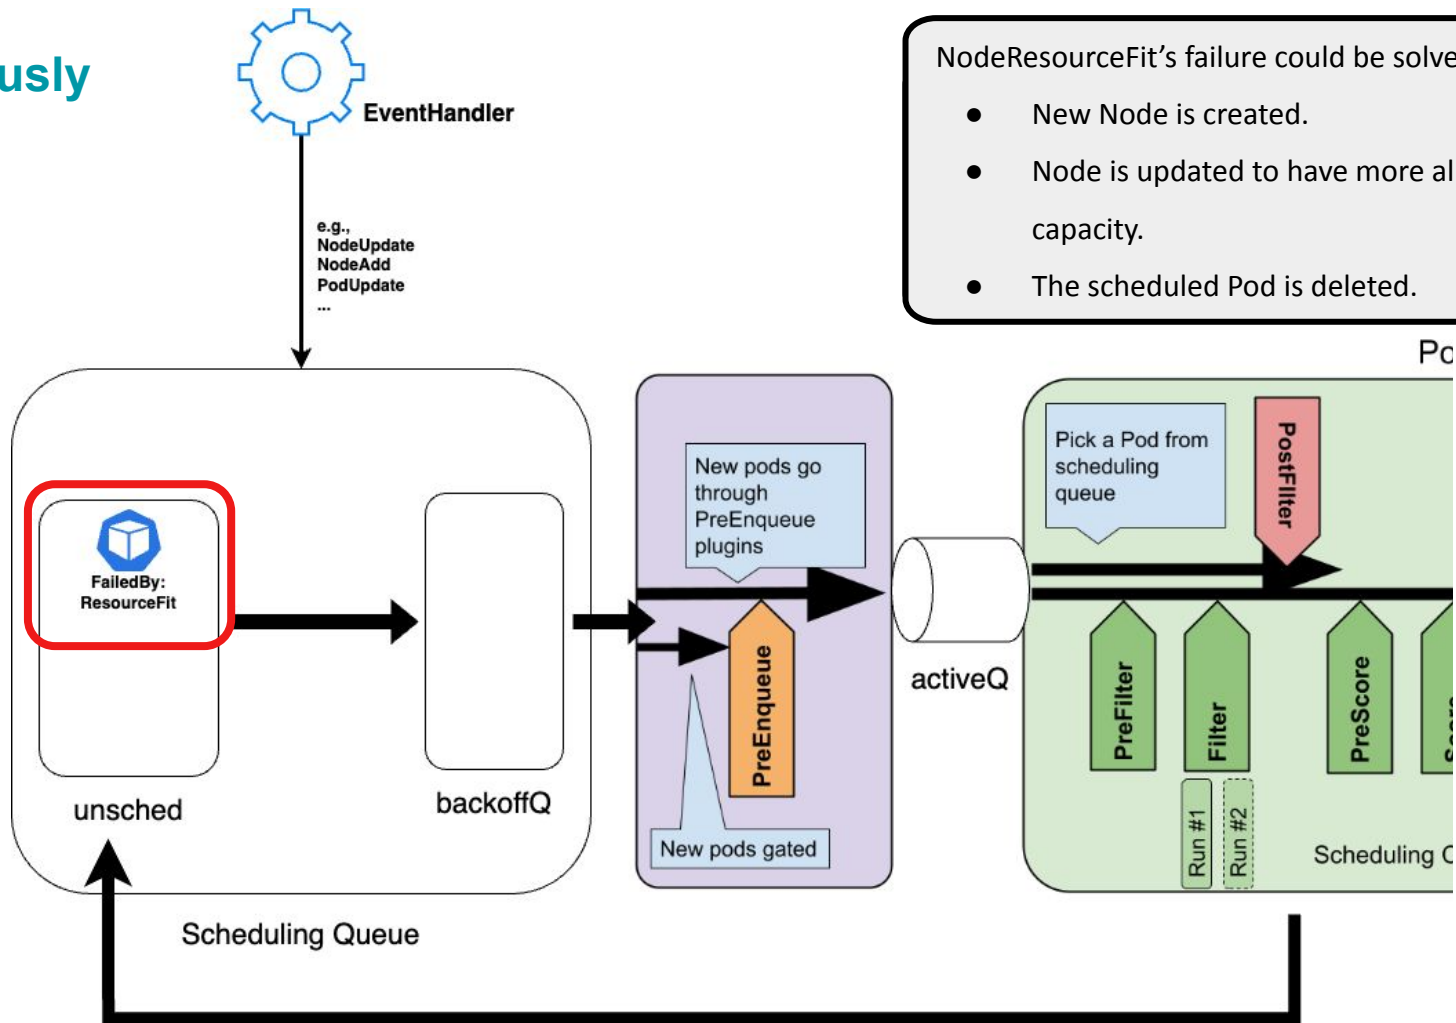 usly
EventHandler
e.g.,
NodeUpdate
NodeAdd
PodUpdate
...
NodeResourceFit’s failure could be solve
● New Node is created.
● Node is updated to have more al
capacity.
● The scheduled Pod is deleted.
Po
FailedBy:
ResourceFit
unsched
backoffQ
Scheduling Queue
New pods go
through
PreEnqueue
plugins
PreEnqueue
New pods gated
activeQ
Pick a Pod from
scheduling
queue
PostFIlter
PreFilter
Filter
PreScore
Score
Run #1
Run #2
Scheduling C